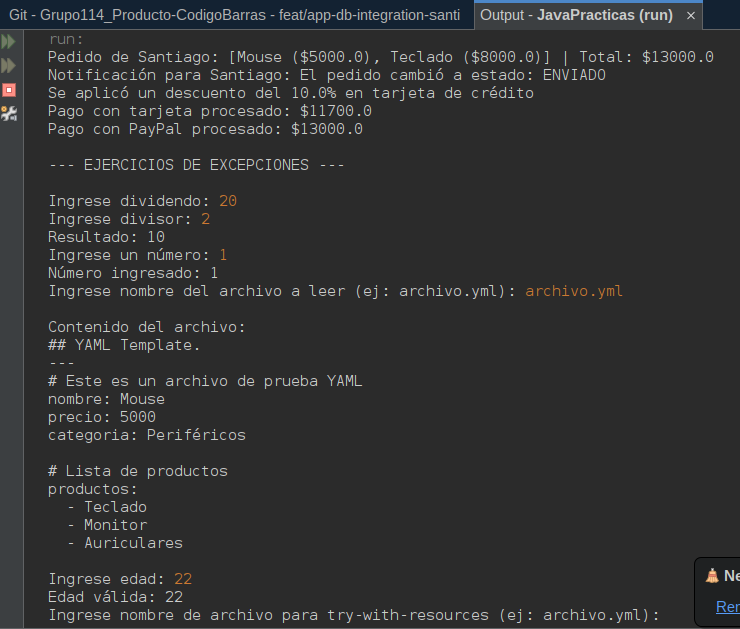 Git - Grupo114_Producto-CodigoBarras - feat/app-db-integration-santi
Output - JavaPracticas (run) ×
run:
Pedido de Santiago: [Mouse ($5000.0), Teclado ($8000.0)] | Total: $13000.0
Notificación para Santiago: El pedido cambió a estado: ENVIADO
Se aplicó un descuento del 10.0% en tarjeta de crédito
Pago con tarjeta procesado: $11700.0
Pago con PayPal procesado: $13000.0
--- EJERCICIOS DE EXCEPCIONES ---
Ingrese dividendo: 20
Ingrese divisor: 2
Resultado: 10
Ingrese un número: 1
Número ingresado: 1
Ingrese nombre del archivo a leer (ej: archivo.yml): archivo.yml
Contenido del archivo:
## YAML Template.
---
# Este es un archivo de prueba YAML
nombre: Mouse
precio: 5000
categoria: Periféricos
# Lista de productos
productos:
- Teclado
- Monitor
- Auriculares
Ingrese edad: 22
Edad válida: 22
Ingrese nombre de archivo para try-with-resources (ej: archivo.yml):